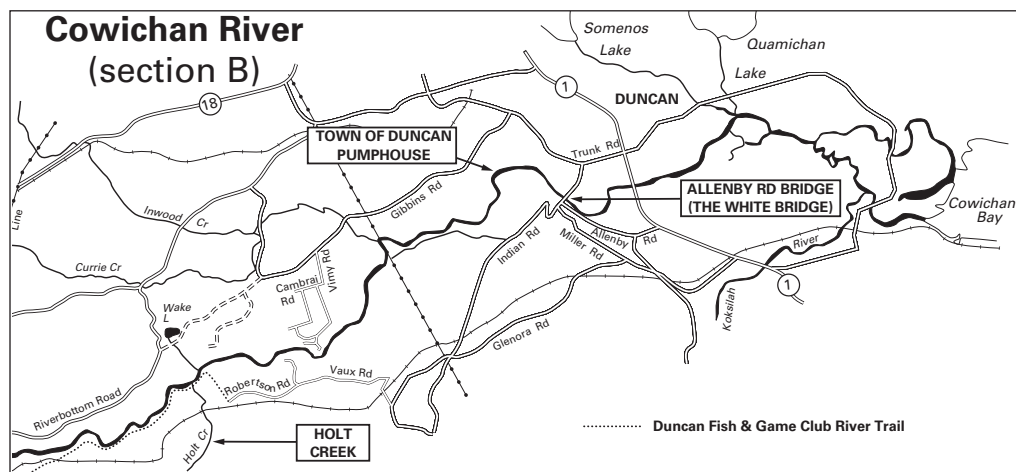 Cowichan River
(section B)
Somenos
Lake
Quamichan
Lake
18
1
DUNCAN
TOWN OF DUNCAN
PUMPHOUSE
Trunk Rd
ALLENBY RD BRIDGE
(THE WHITE BRIDGE)
Gibbins Rd
Line
Inwood
Cr
Cowichan
Bay
Indian Rd
Allenby
Rd
Miller Rd
River
Currie Cr
Vimy Rd
Cambrai
Rd
Koksilah
1
Wake
L
Glenora Rd
Vaux Rd
Robertson Rd
Riverbottom Road
Holt Cr
HOLT
CREEK
Duncan Fish & Game Club River Trail